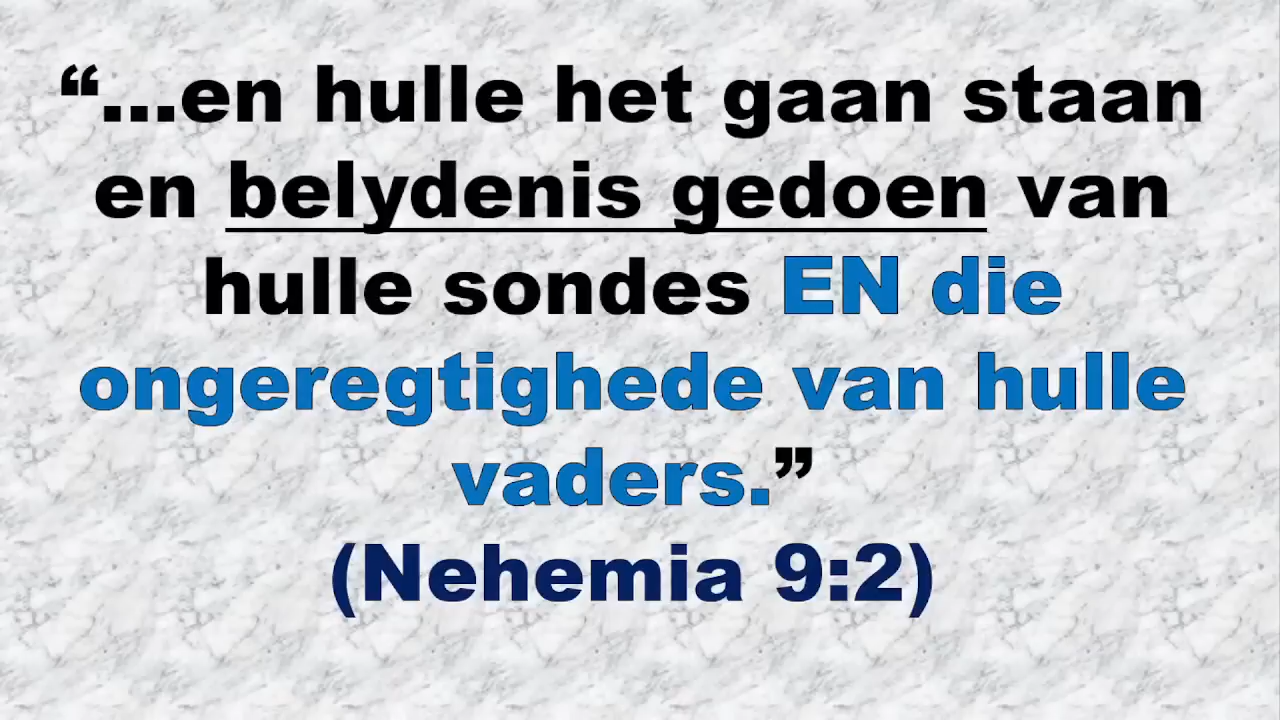 “...en hulle het gaan staan
en belydenis gedoen van
hulle sondes EN die
ongeregtighede van hulle
vaders.”
(Nehemia 9:2)